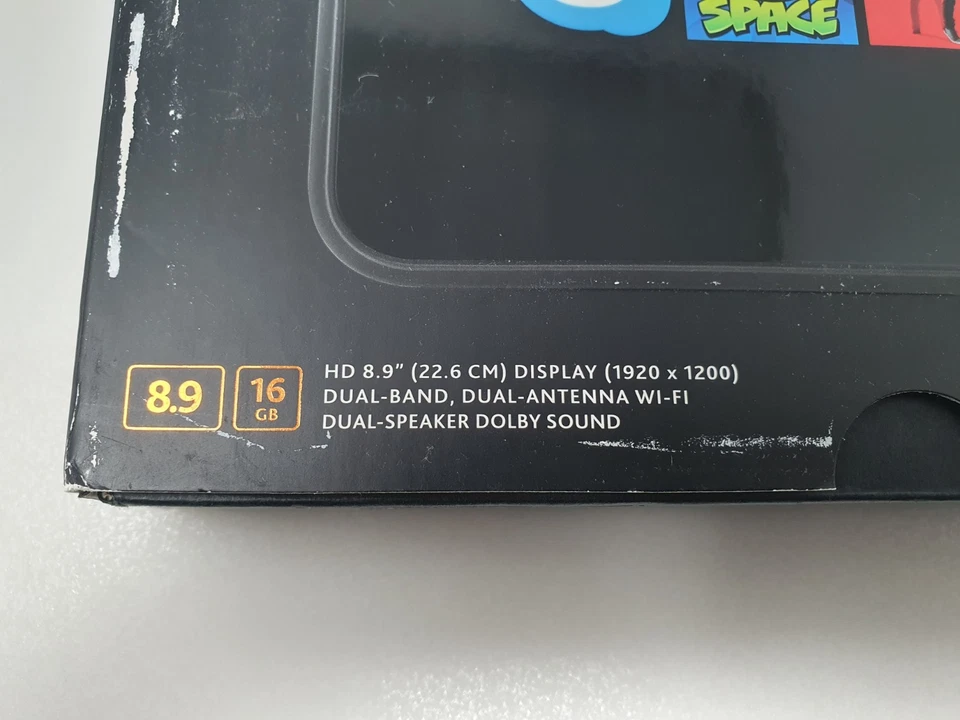 SPACE
8.9
16
GB
HD 8.9” (22.6 CM) DISPLAY (1920 x 1200)
DUAL-BAND, DUAL-ANTENNA WI-FI
DUAL-SPEAKER DOLBY SOUND